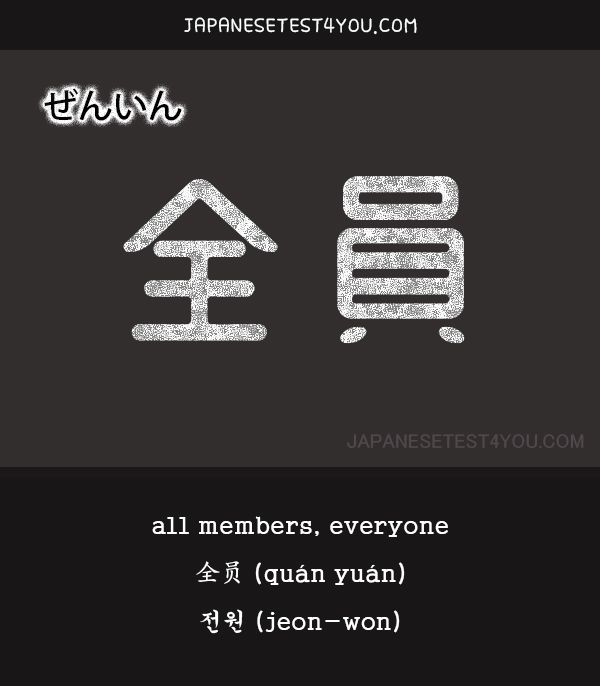 JAPANESETEST4YOU.COM
ぜんいん
全員
JAPANESETEST4YOU.COM
all members, everyone
全员 (quán yuán)
전원 (jeon-won)